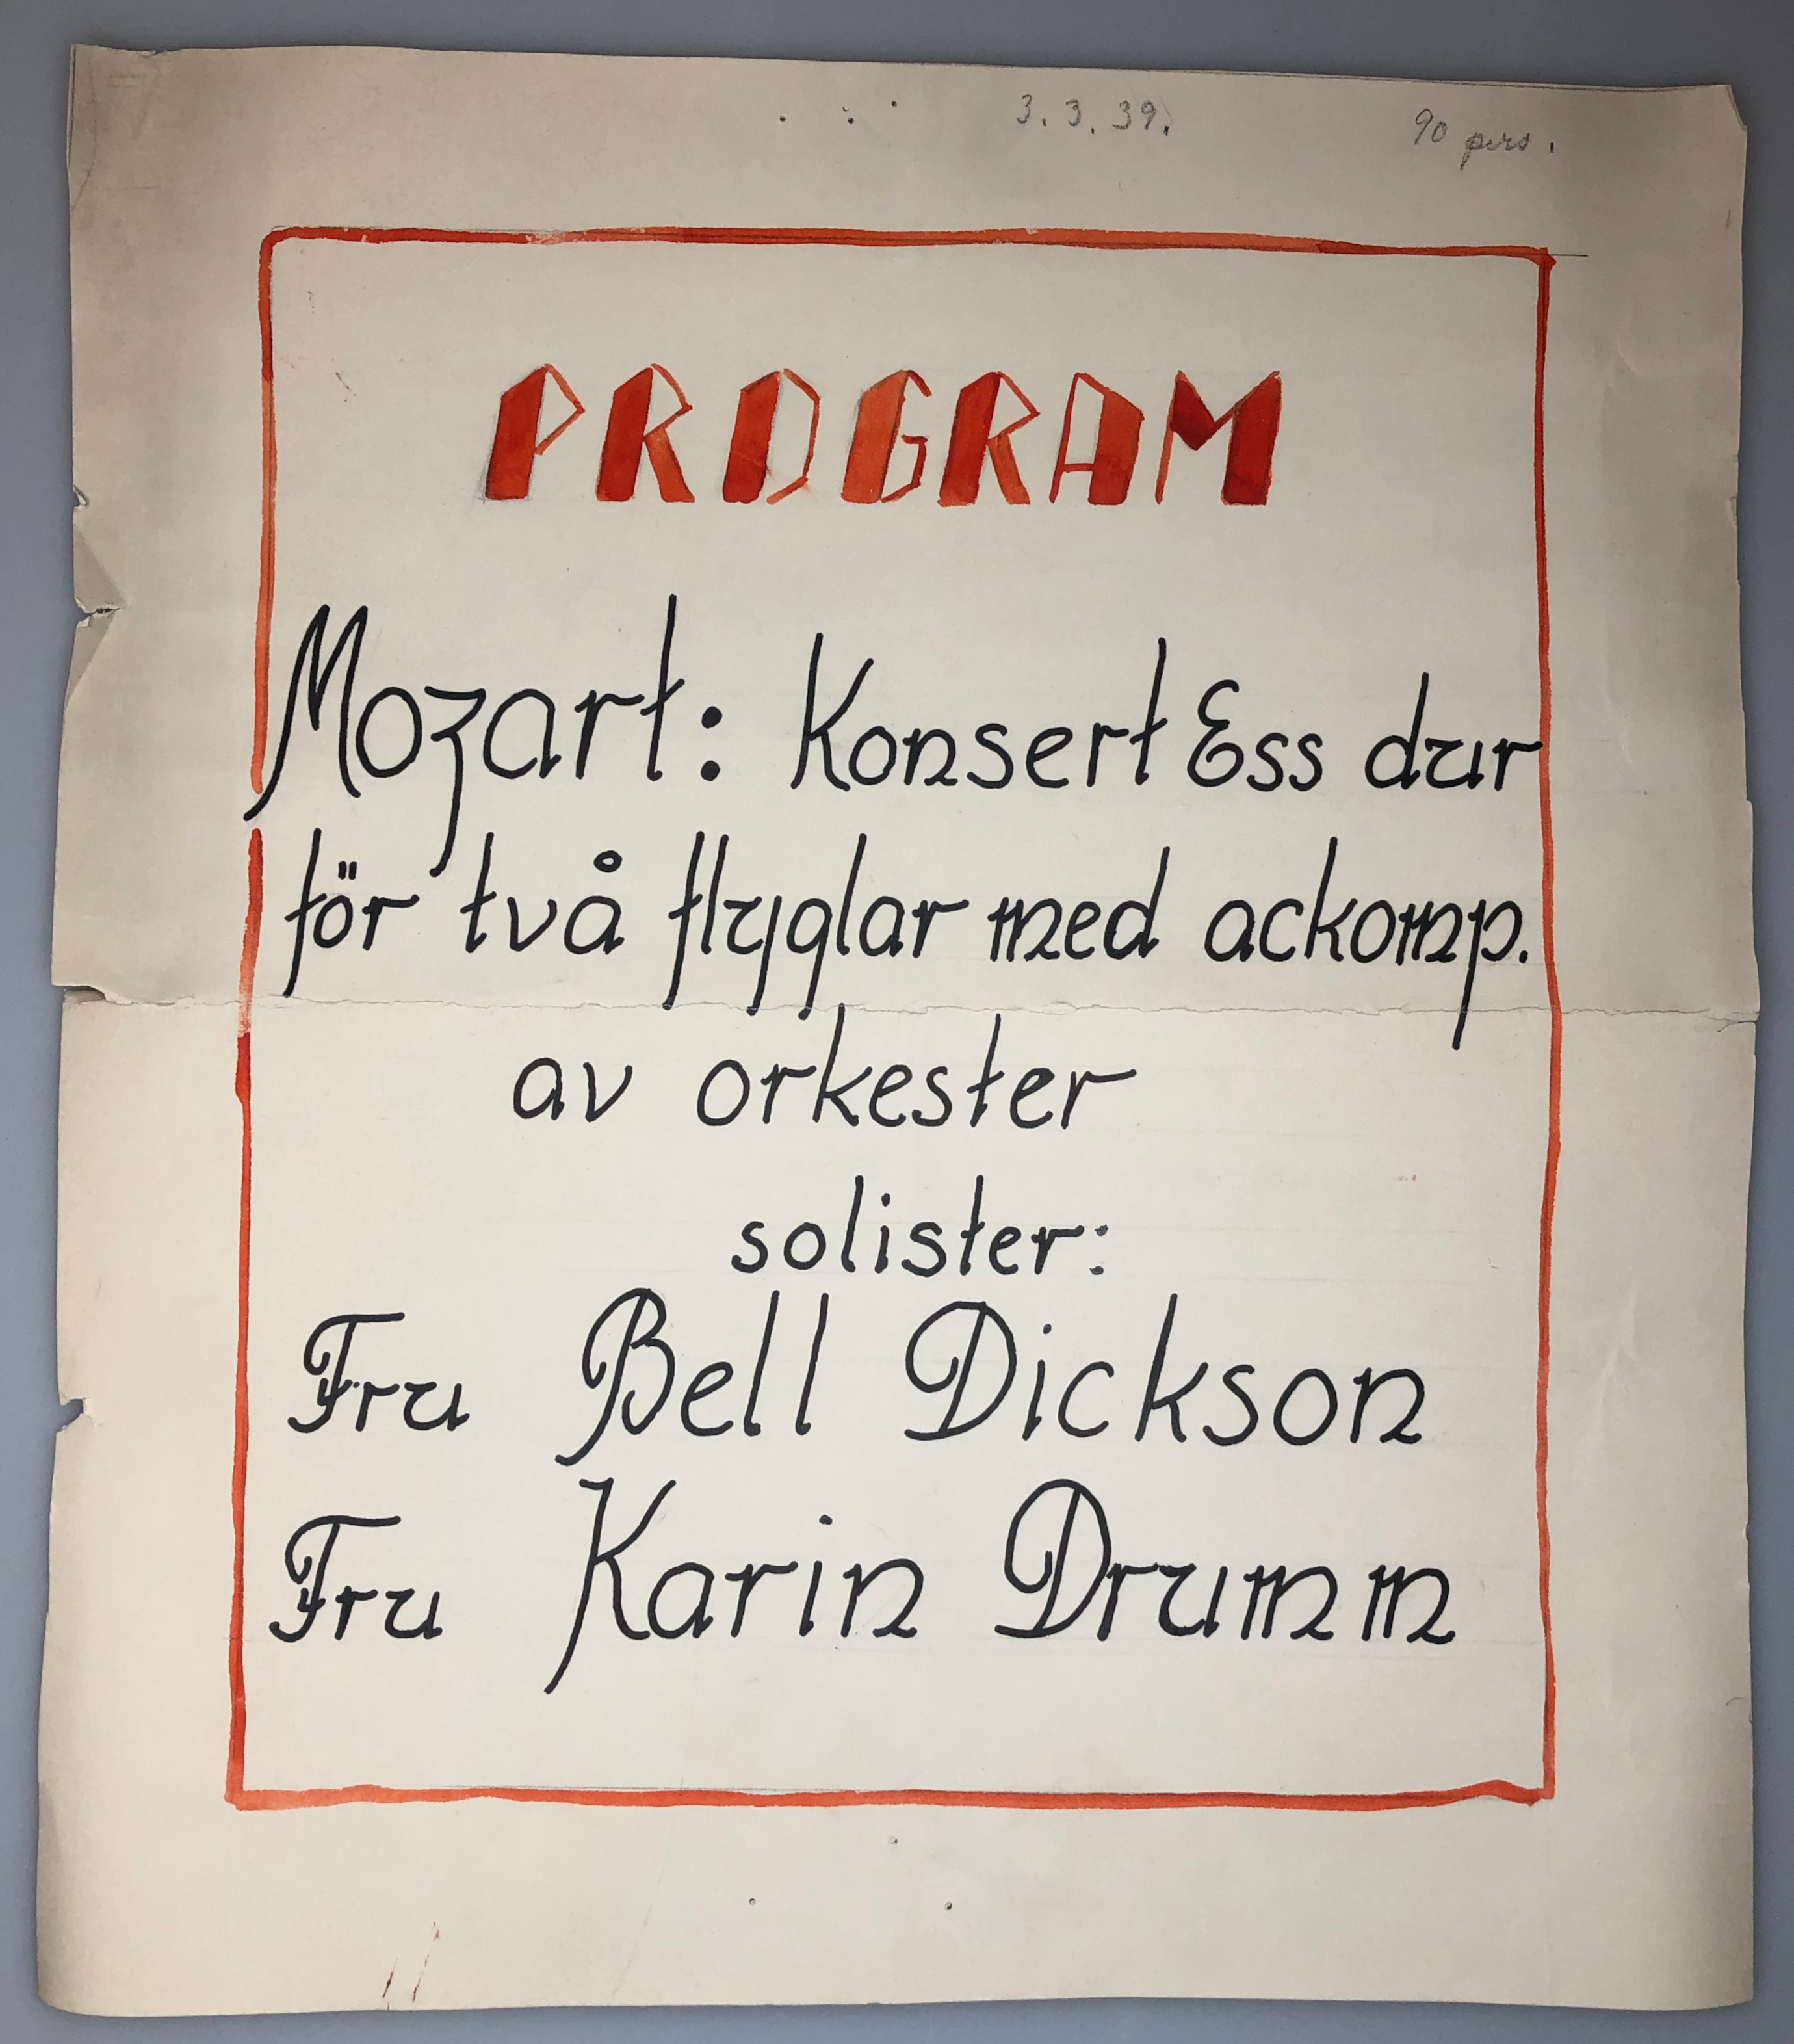 3.3.39. 90 pers.
PROGRAM
Mozart: Konsert Ess dur
för två flyglar med ackomp.
av orkester
solister:
Fru Bell Dickson
Fru Karin Drumm